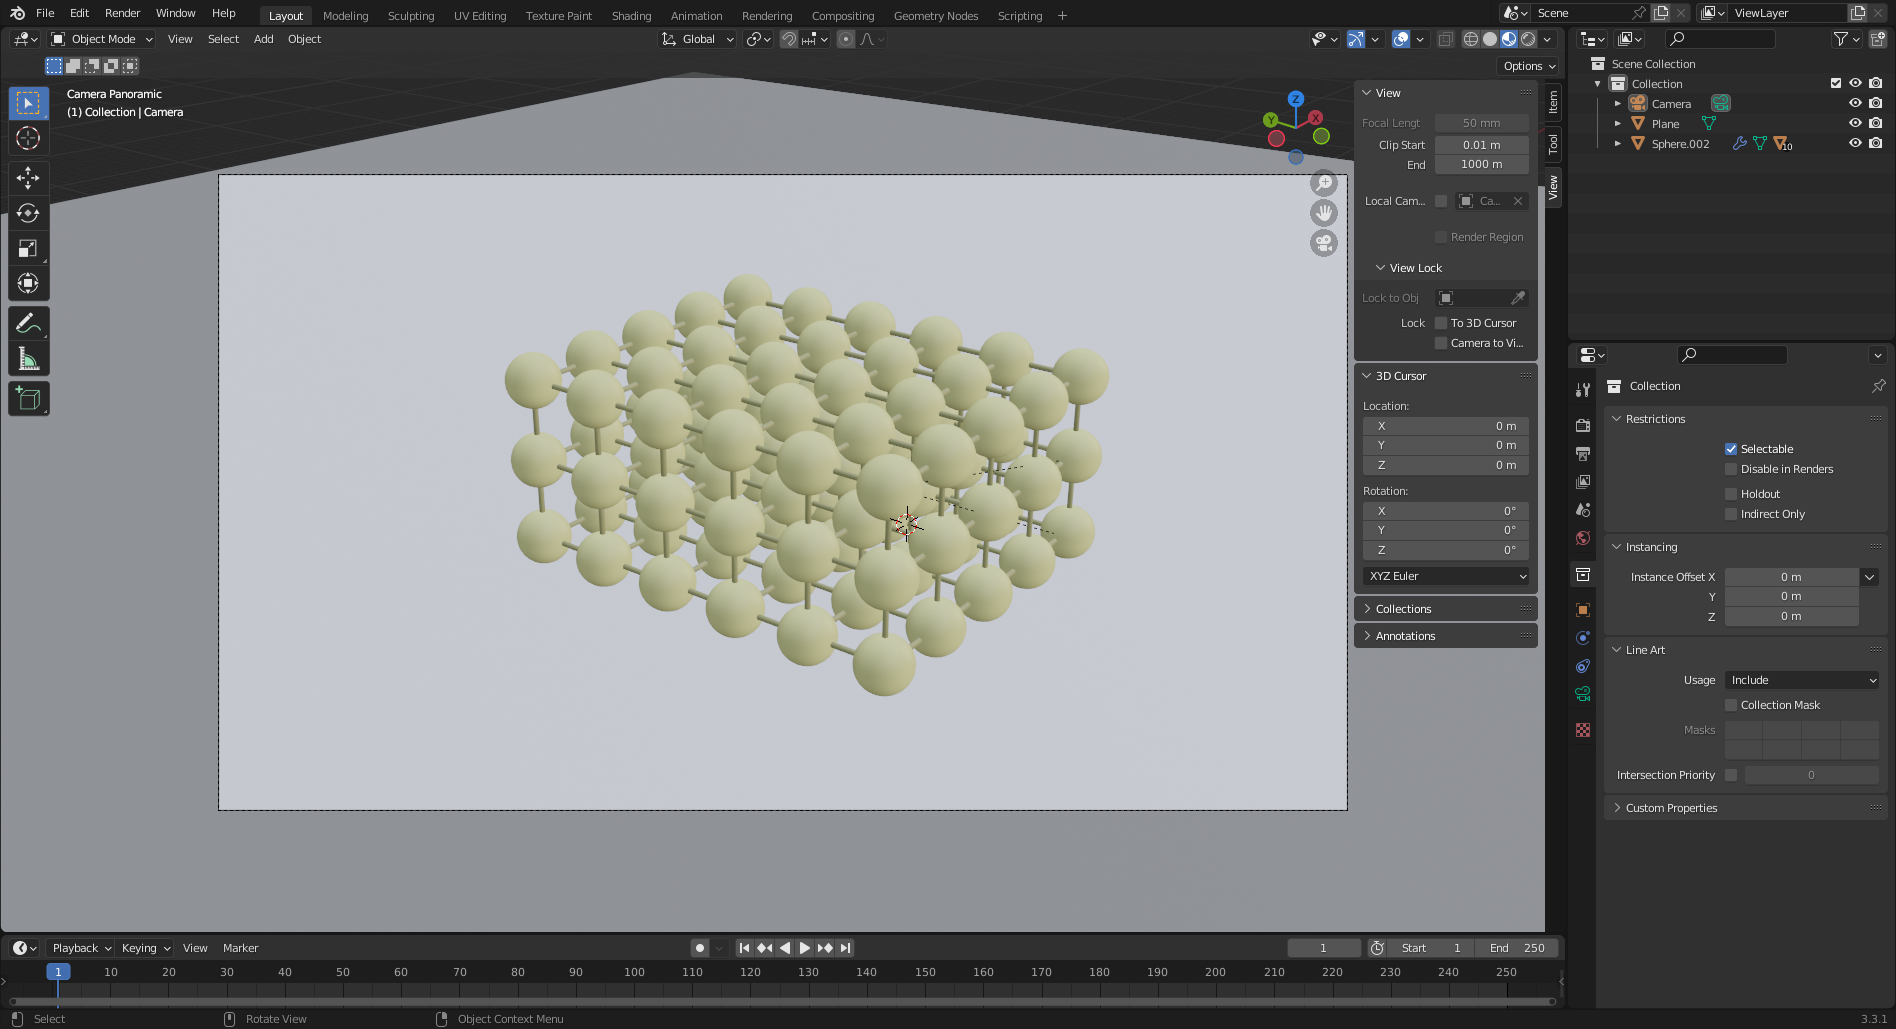 File Edit Render Window Help Layout Modeling Sculpting UV Editing Texture Paint Shading Animation Rendering Compositing Geometry Nodes Scripting + Scene ViewLayer
Object Mode View Select Add Object Global
Options
Camera Panoramic
(1) Collection | Camera
X
Y
Z
View
Focal Lengt 50 mm
Clip Start 0.01 m
End 1000 m
Local Cam... Ca...
Render Region
View Lock
Lock to Obj
Lock To 3D Cursor
Camera to Vi...
3D Cursor
Location:
X 0 m
Y 0 m
Z 0 m
Rotation:
X 0°
Y 0°
Z 0°
XYZ Euler
Collections
Annotations
Item
Tool
View
Scene Collection
Collection
Camera
Plane
Sphere.002 10
Collection
Restrictions
Selectable
Disable in Renders
Holdout
Indirect Only
Instancing
Instance Offset X 0 m
Y 0 m
Z 0 m
Line Art
Usage Include
Collection Mask
Masks
Intersection Priority 0
Custom Properties
Playback Keying View Marker 1 Start 1 End 250
1 10 20 30 40 50 60 70 80 90 100 110 120 130 140 150 160 170 180 190 200 210 220 230 240 250
Select Rotate View Object Context Menu 3.3.1